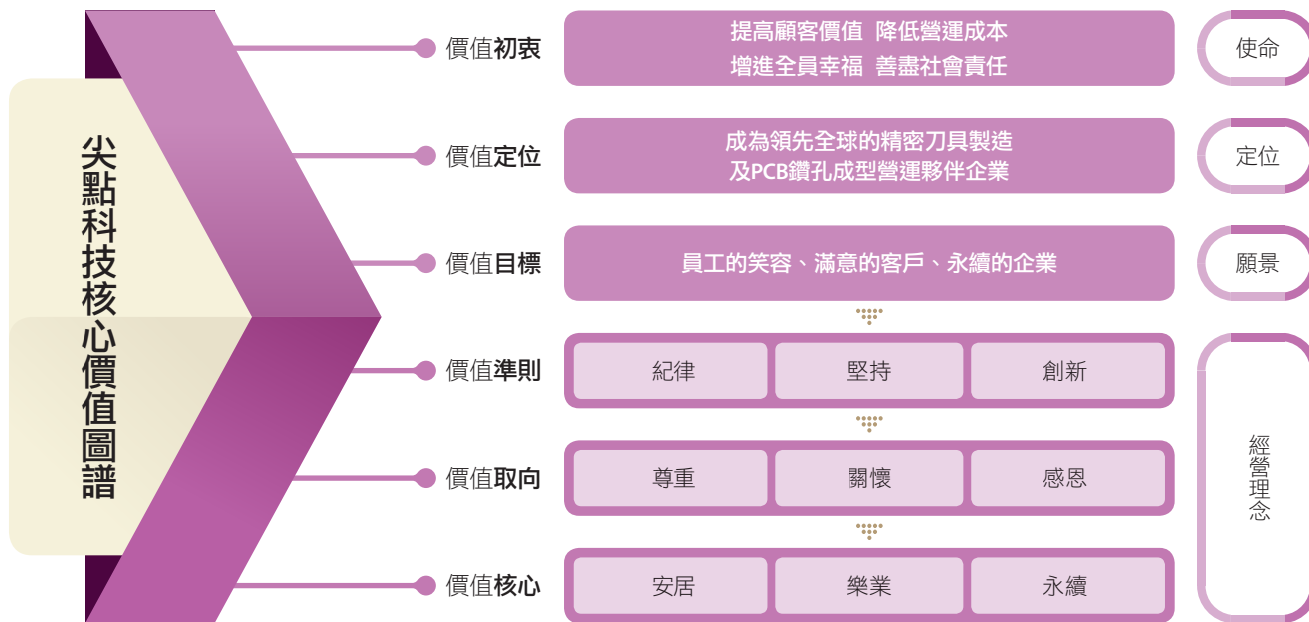 尖點科技核心價值圖譜
價值初衷
提高顧客價值 降低營運成本
增進全員幸福 善盡社會責任
使命
價值定位
成為領先全球的精密刀具製造
及PCB鑽孔成型營運夥伴企業
定位
價值目標
員工的笑容、滿意的客戶、永續的企業
願景
價值準則
紀律
堅持
創新
價值取向
尊重
關懷
感恩
價值核心
安居
樂業
永續
經營理念